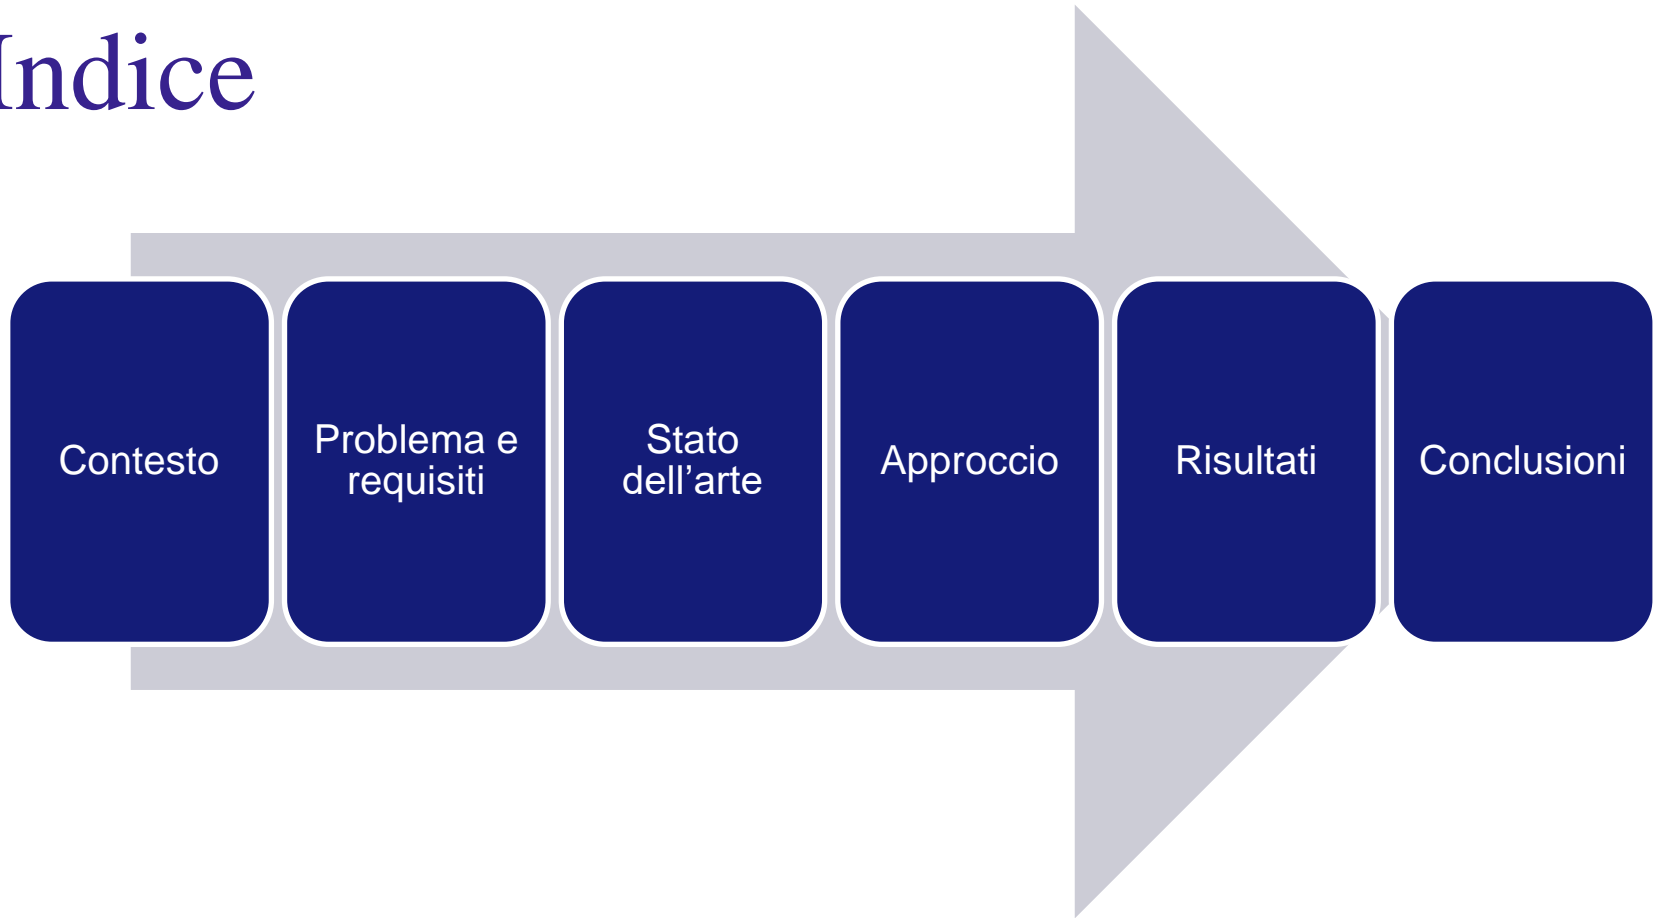 Indice
Contesto
Problema e
requisiti
Stato
dell’arte
Approccio
Risultati
Conclusioni